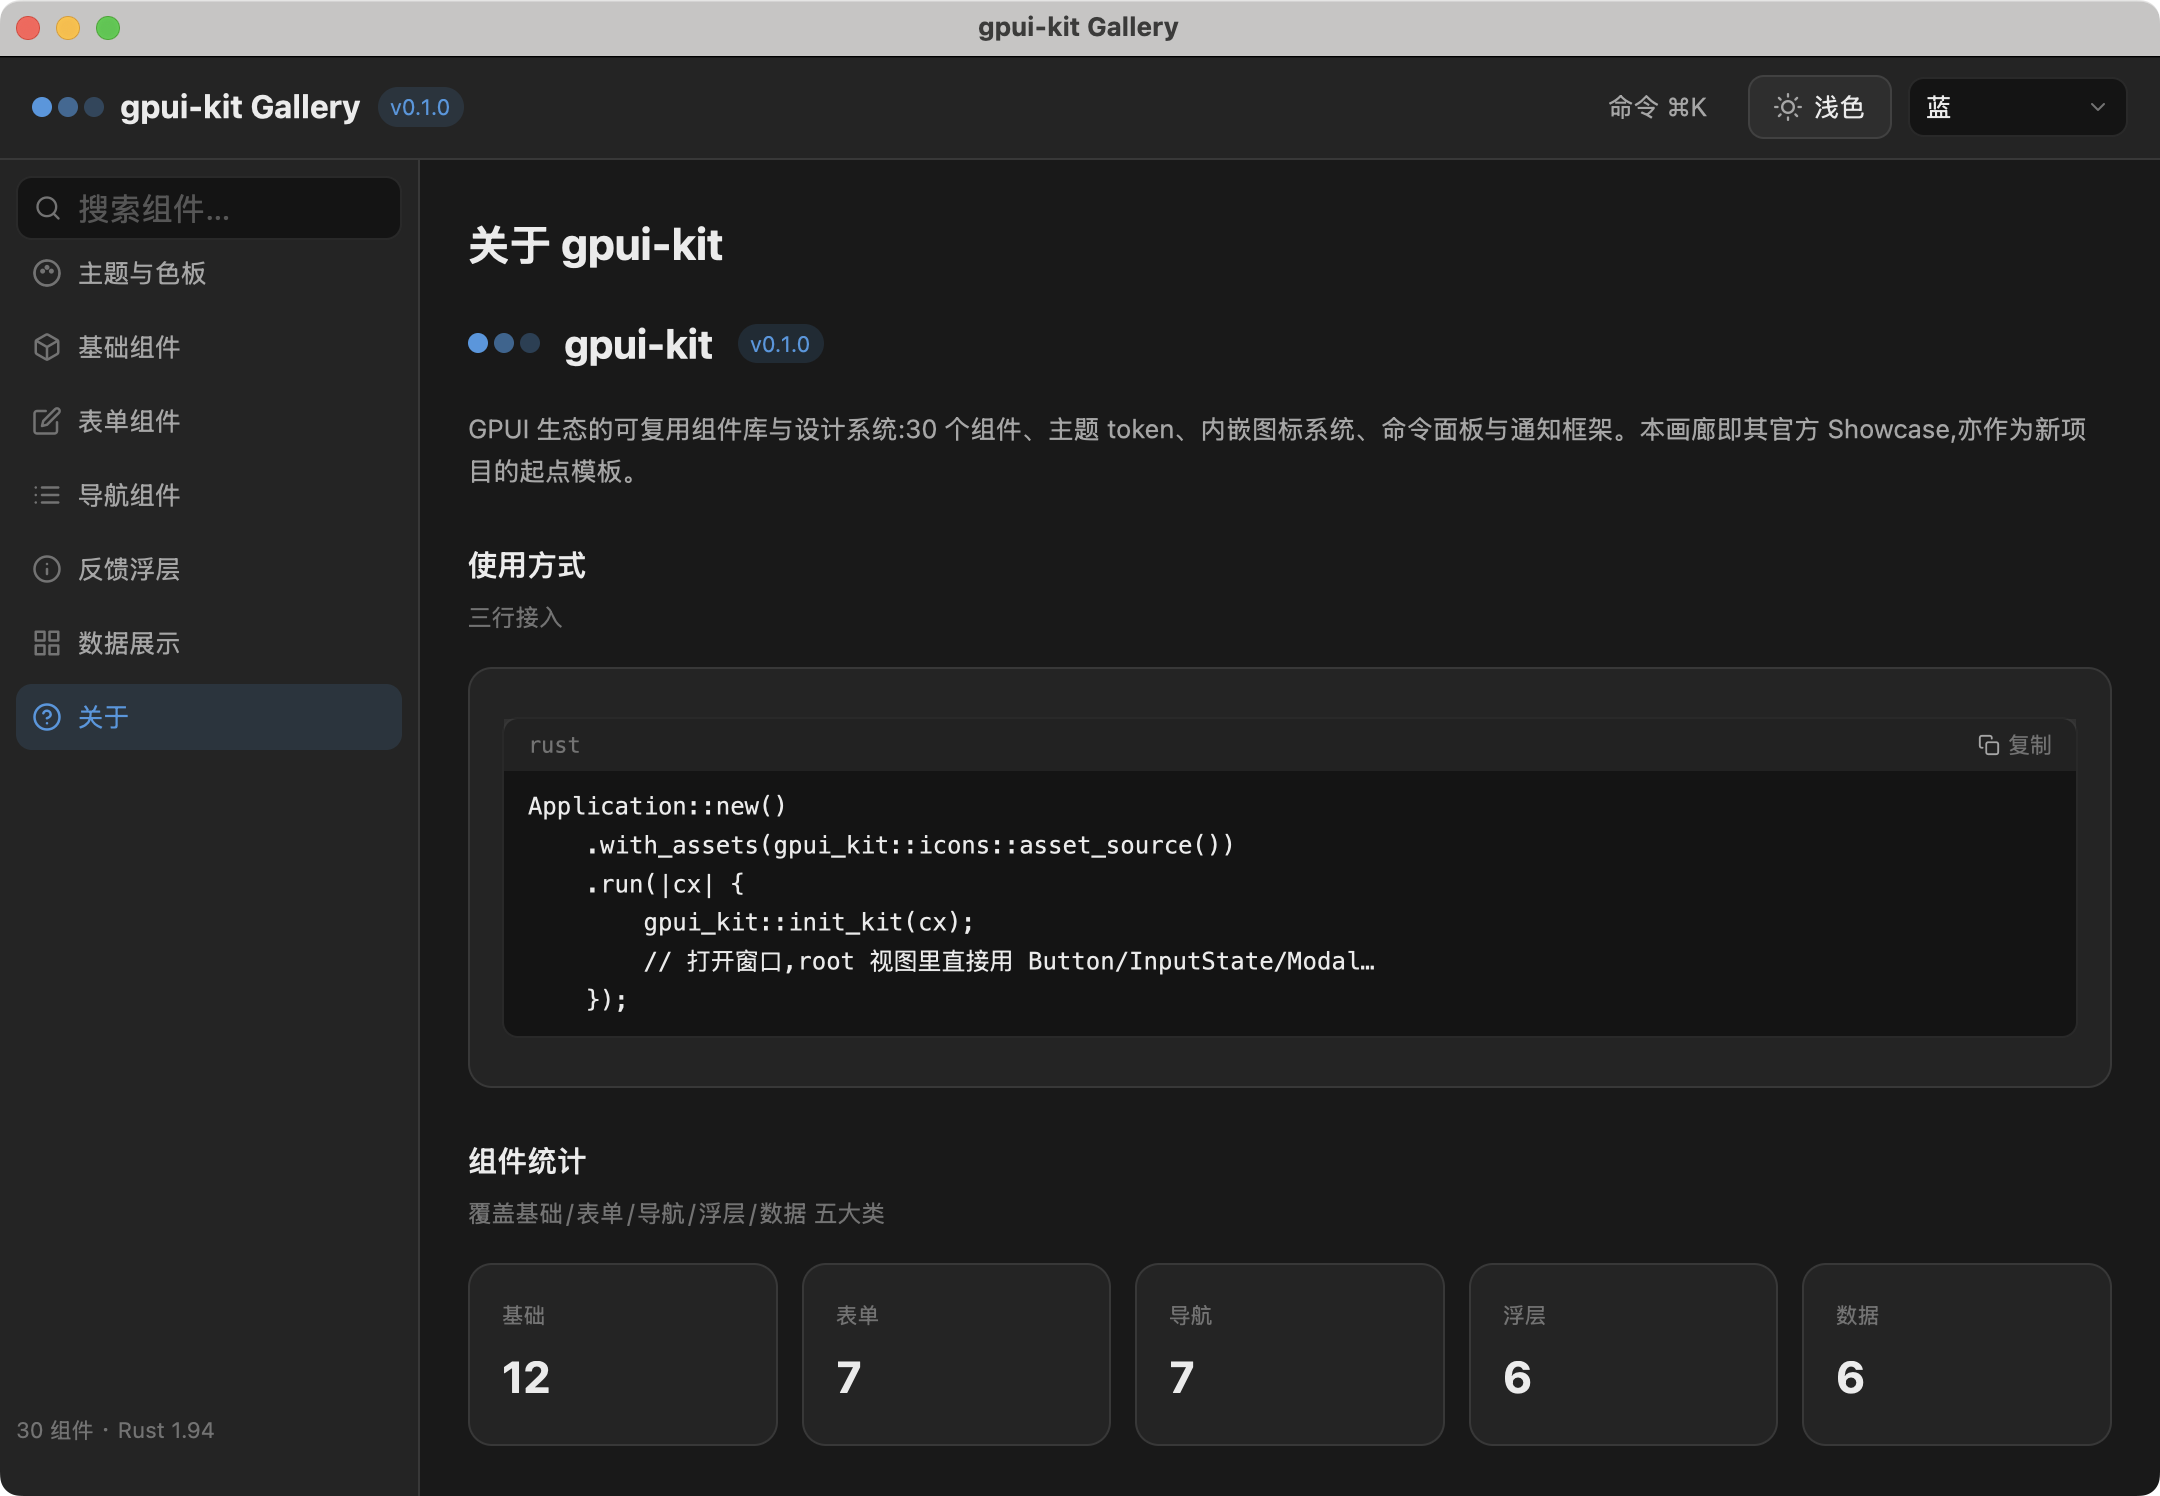 gpui-kit Gallery
gpui-kit Gallery v0.1.0
命令 ⌘K
浅色
蓝
搜索组件...
主题与色板
基础组件
表单组件
导航组件
反馈浮层
数据展示
关于
30 组件 · Rust 1.94
关于 gpui-kit
gpui-kit v0.1.0
GPUI 生态的可复用组件库与设计系统:30 个组件、主题 token、内嵌图标系统、命令面板与通知框架。本画廊即其官方 Showcase,亦作为新项
目的起点模板。
使用方式
三行接入
rust
复制
Application::new()
    .with_assets(gpui_kit::icons::asset_source())
    .run(|cx| {
        gpui_kit::init_kit(cx);
        // 打开窗口,root 视图里直接用 Button/InputState/Modal…
    });
组件统计
覆盖基础/表单/导航/浮层/数据 五大类
基础
12
表单
7
导航
7
浮层
6
数据
6